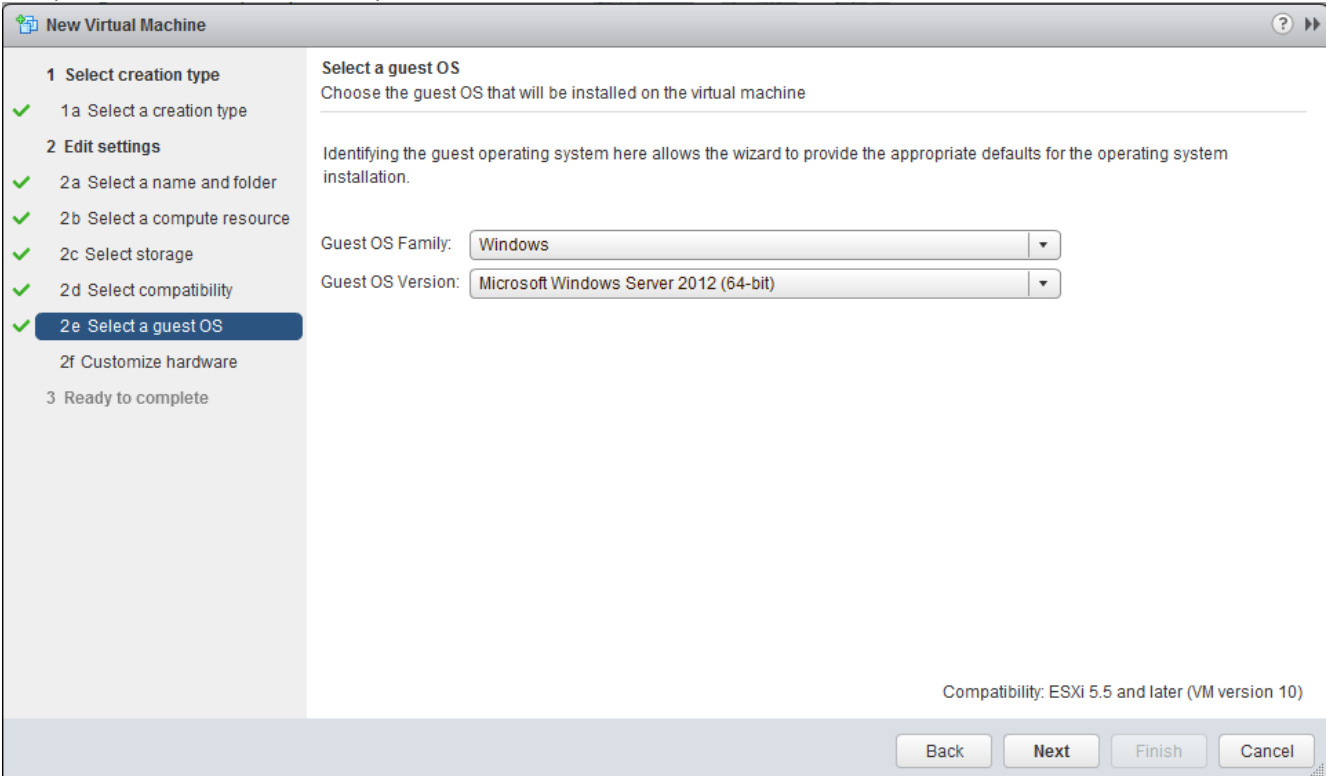 New Virtual Machine
?
1 Select creation type
1a Select a creation type
2 Edit settings
2a Select a name and folder
2b Select a compute resource
2c Select storage
2d Select compatibility
2e Select a guest OS
2f Customize hardware
3 Ready to complete
Select a guest OS
Choose the guest OS that will be installed on the virtual machine
Identifying the guest operating system here allows the wizard to provide the appropriate defaults for the operating system
installation.
Guest OS Family: Windows
Guest OS Version: Microsoft Windows Server 2012 (64-bit)
Compatibility: ESXi 5.5 and later (VM version 10)
Back Next Finish Cancel